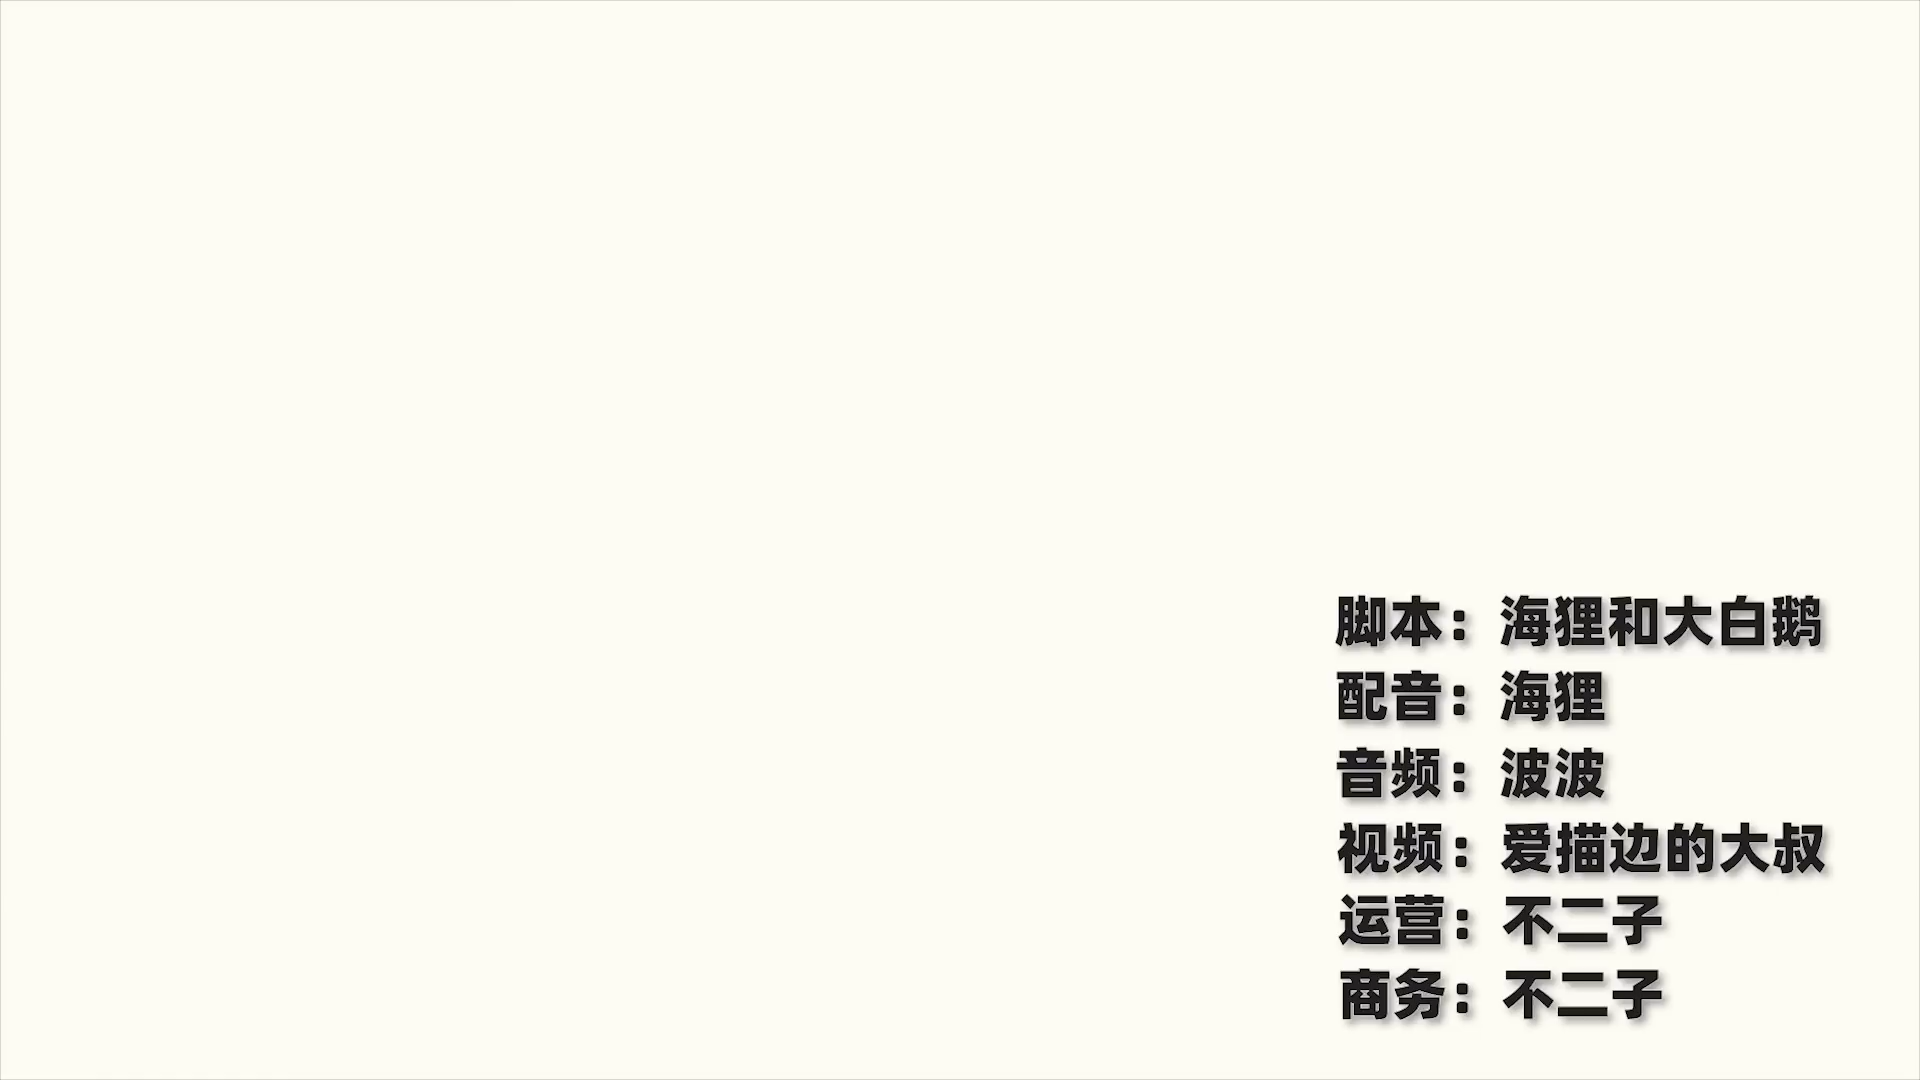 脚本：海狸和大白鹅
配音：海狸
音频：波波
视频：爱描边的大叔
运营：不二子
商务：不二子